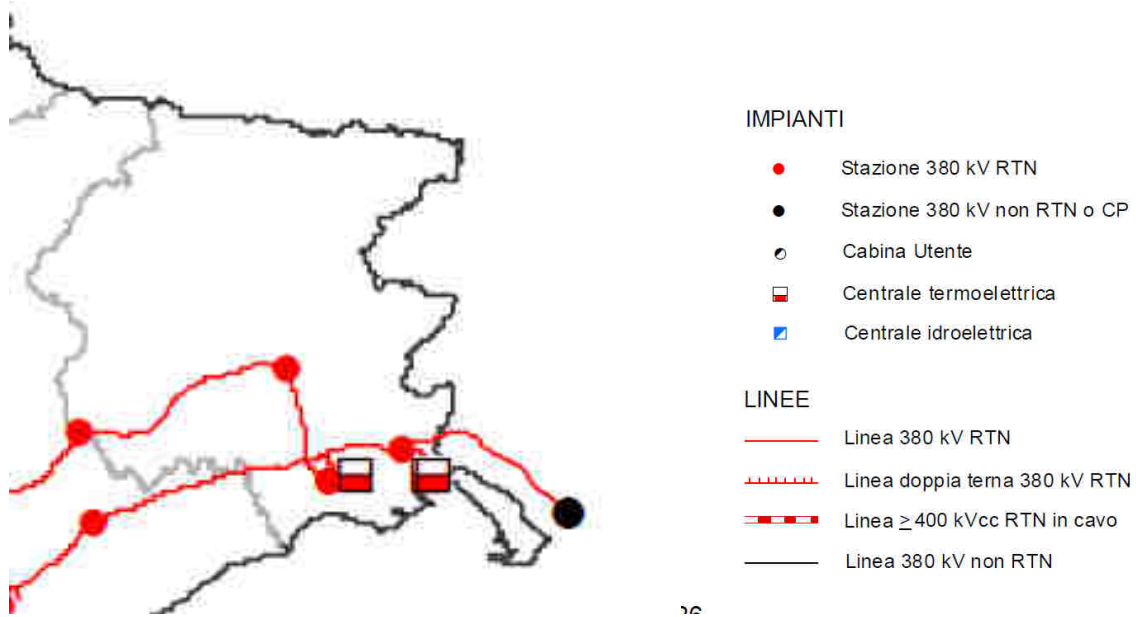 IMPIANTI
Stazione 380 kV RTN
Stazione 380 kV non RTN o CP
Cabina Utente
Centrale termoelettrica
Centrale idroelettrica
LINEE
Linea 380 kV RTN
Linea doppia terna 380 kV RTN
Linea ≥400 kVcc RTN in cavo
Linea 380 kV non RTN